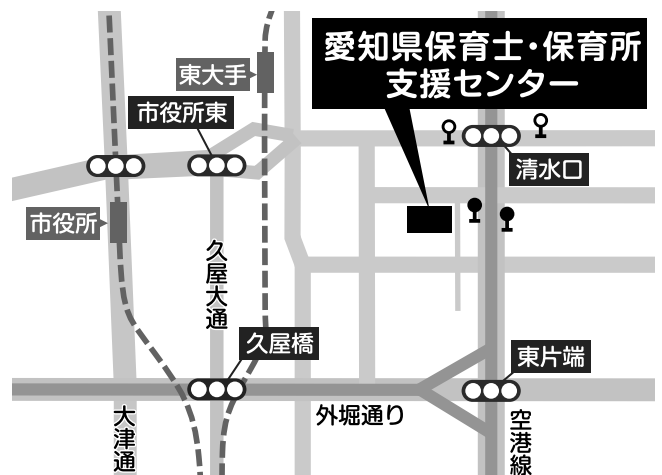 愛知県保育士・保育所
支援センター
東大手
市役所東
清水口
市役所
久屋大通
久屋橋
東片端
外堀通り
大津通
空港線